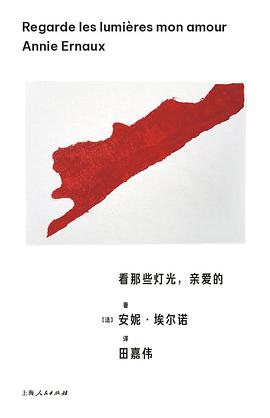 Regarde les lumières mon amour
Annie Ernaux
看那些灯光，亲爱的
著
［法］安妮·埃尔诺
译
田嘉伟
上海人民出版社